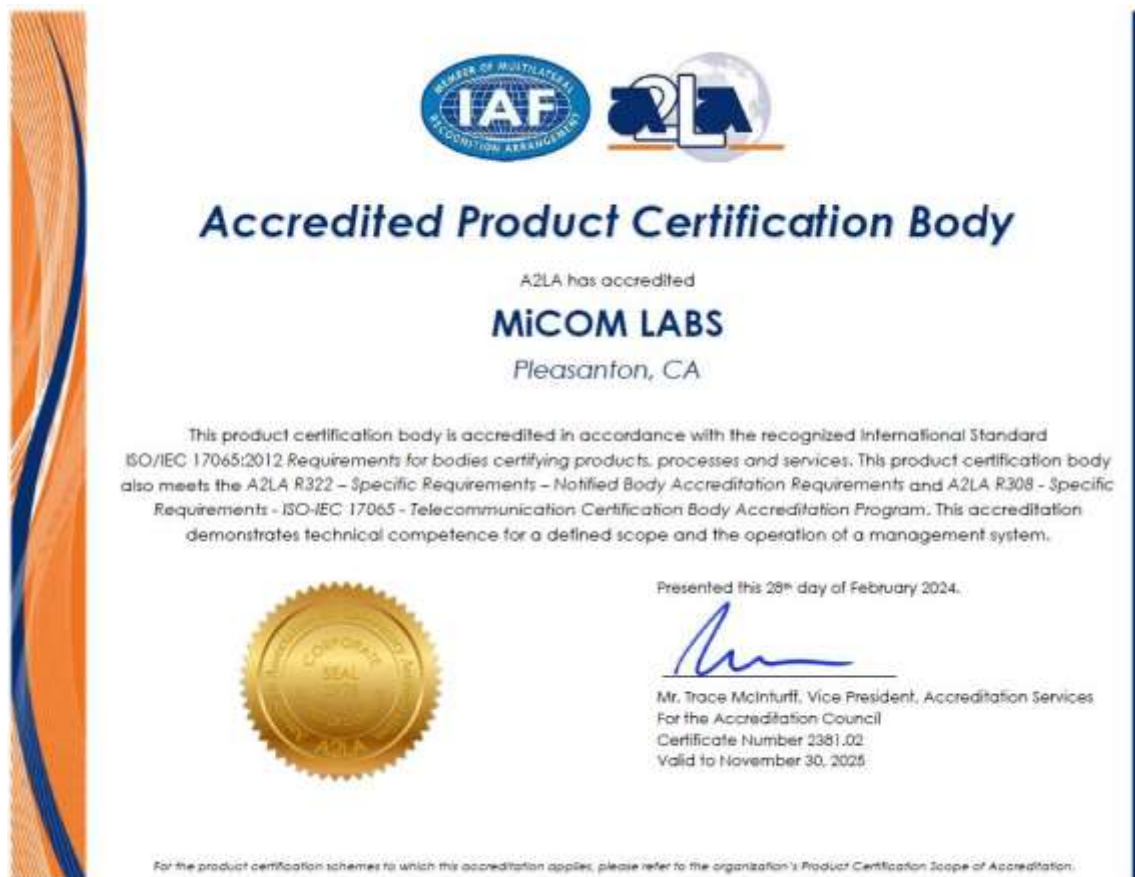 MEMBER OF MULTILATERAL
IAF
RECOGNITION ARRANGEMENT
A2LA
Accredited Product Certification Body
A2LA has accredited
MiCOM LABS
Pleasanton, CA
This product certification body is accredited in accordance with the recognized International Standard
ISO/IEC 17065:2012 Requirements for bodies certifying products, processes and services. This product certification body
also meets the A2LA R322 – Specific Requirements – Notified Body Accreditation Requirements and A2LA R308 - Specific
Requirements - ISO-IEC 17065 - Telecommunication Certification Body Accreditation Program. This accreditation
demonstrates technical competence for a defined scope and the operation of a management system.
CORPORATE
SEAL
A2LA
Presented this 28th day of February 2024.
Mr. Trace McInturff, Vice President, Accreditation Services
For the Accreditation Council
Certificate Number 2381.02
Valid to November 30, 2025
For the product certification schemes to which this accreditation applies, please refer to the organization's Product Certification Scope of Accreditation.